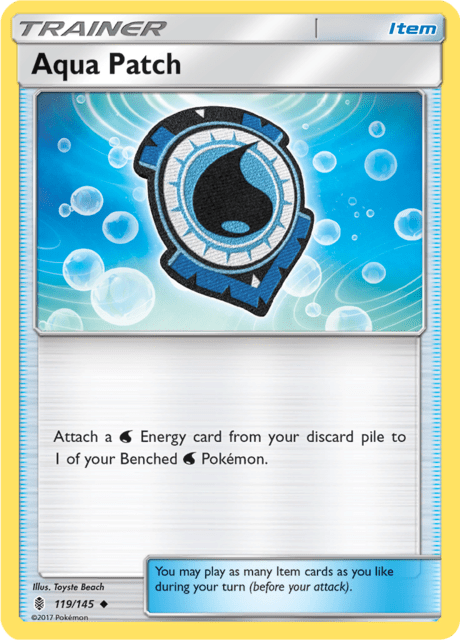 TRAINER Item
Aqua Patch
Attach a Energy card from your discard pile to
1 of your Benched Pokémon.
You may play as many Item cards as you like
during your turn (before your attack).
Illus. Toyste Beach
119/145
©2017 Pokémon